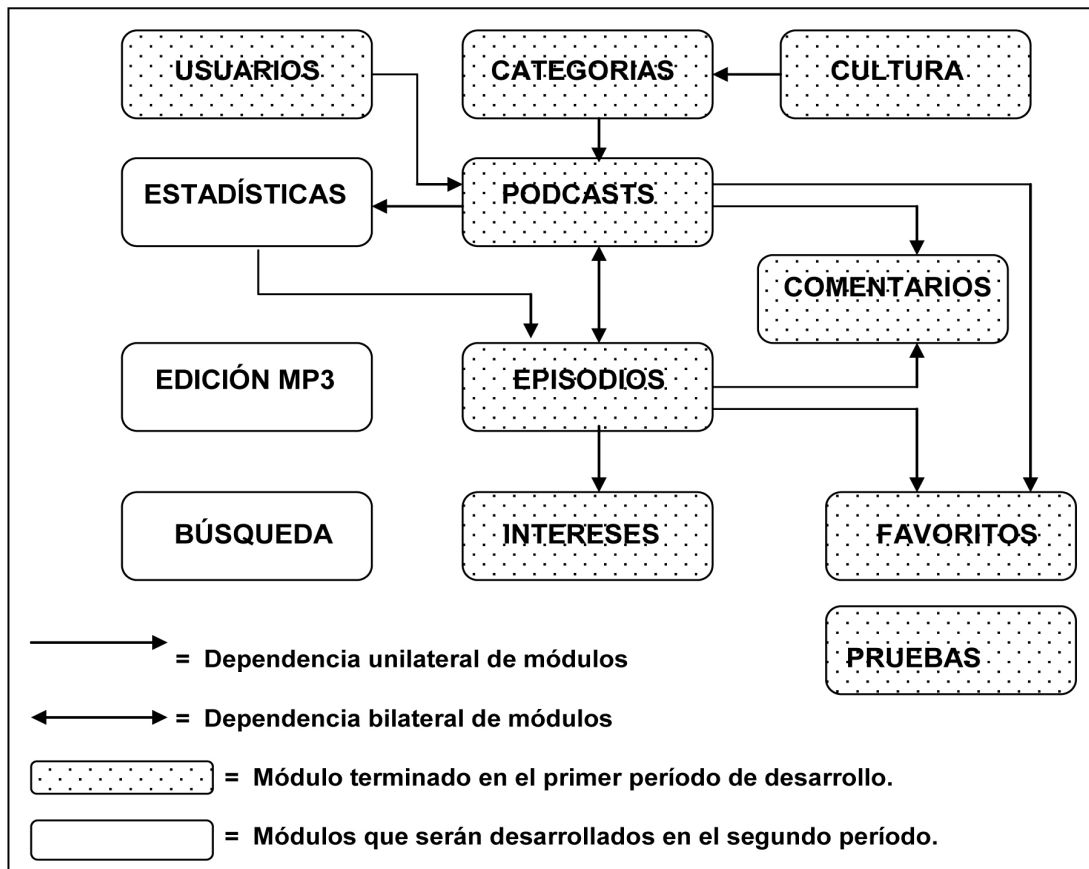 USUARIOS
CATEGORIAS
CULTURA
ESTADÍSTICAS
PODCASTS
COMENTARIOS
EDICIÓN MP3
EPISODIOS
BÚSQUEDA
INTERESES
FAVORITOS
PRUEBAS
= Dependencia unilateral de módulos
= Dependencia bilateral de módulos
= Módulo terminado en el primer período de desarrollo.
= Módulos que serán desarrollados en el segundo período.